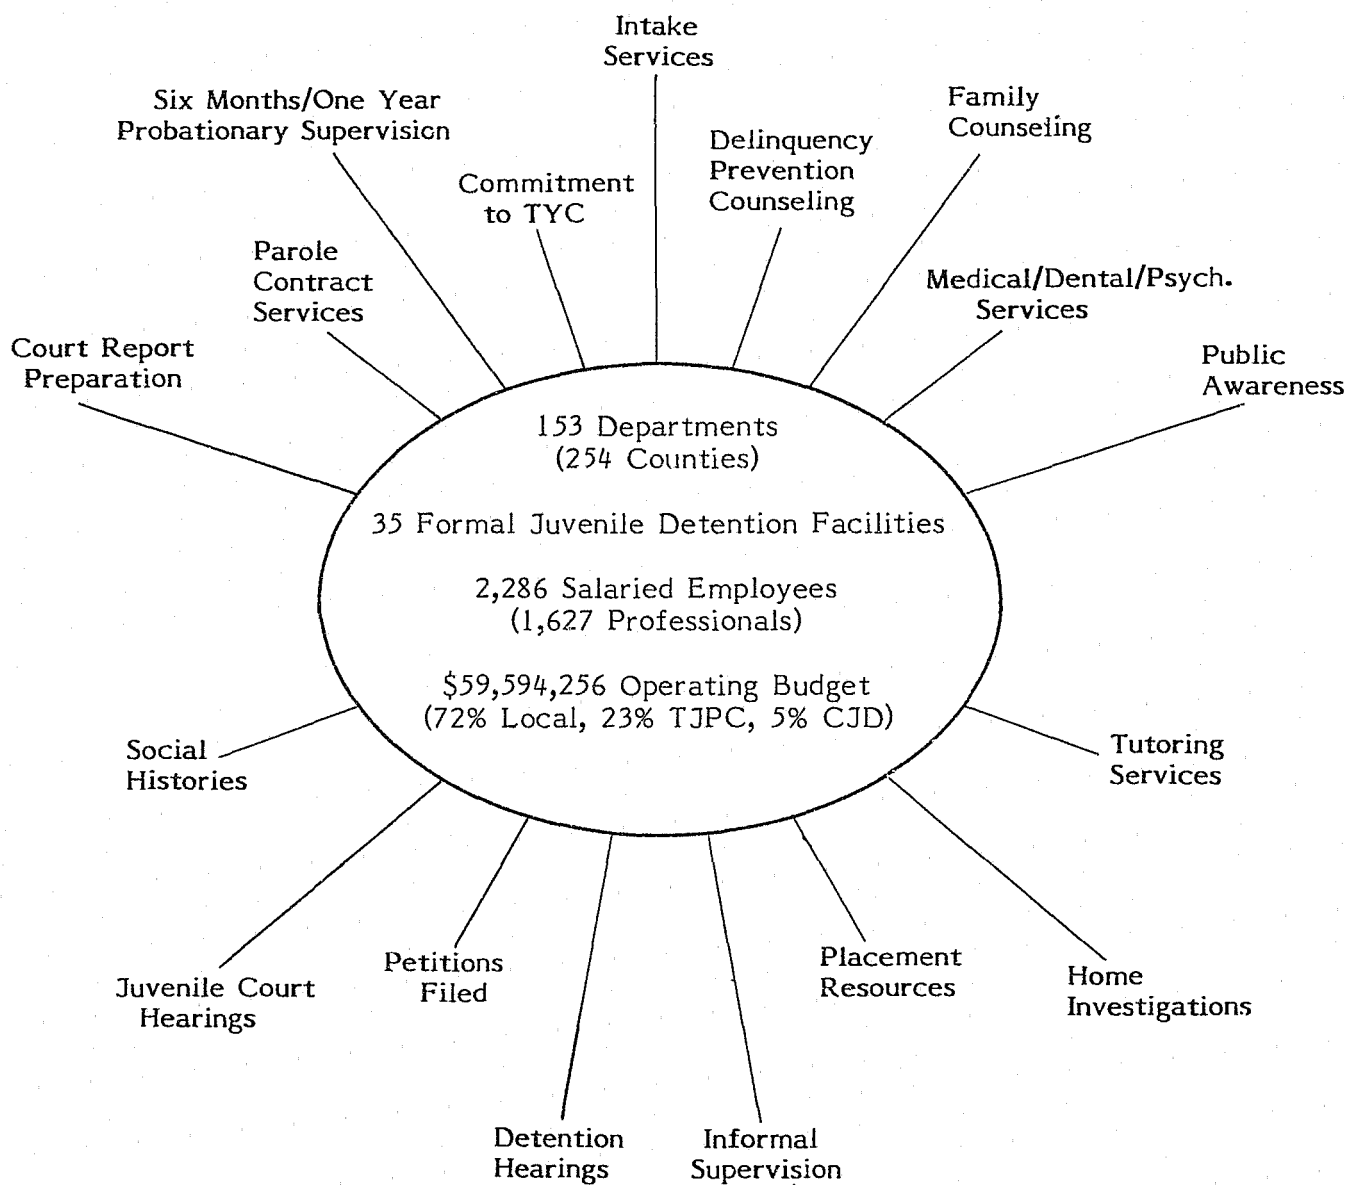 Intake
Services
Six Months/One Year
Probationary Supervision
Family
Counseling
Delinquency
Prevention
Counseling
Commitment
to TYC
Parole
Contract
Services
Medical/Dental/Psych.
Services
Court Report
Preparation
Public
Awareness
153 Departments
(254 Counties)
35 Formal Juvenile Detention Facilities
2,286 Salaried Employees
(1,627 Professionals)
$59,594,256 Operating Budget
(72% Local, 23% TJPC, 5% CJD)
Social
Histories
Tutoring
Services
Juvenile Court
Hearings
Petitions
Filed
Placement
Resources
Home
Investigations
Detention
Hearings
Informal
Supervision